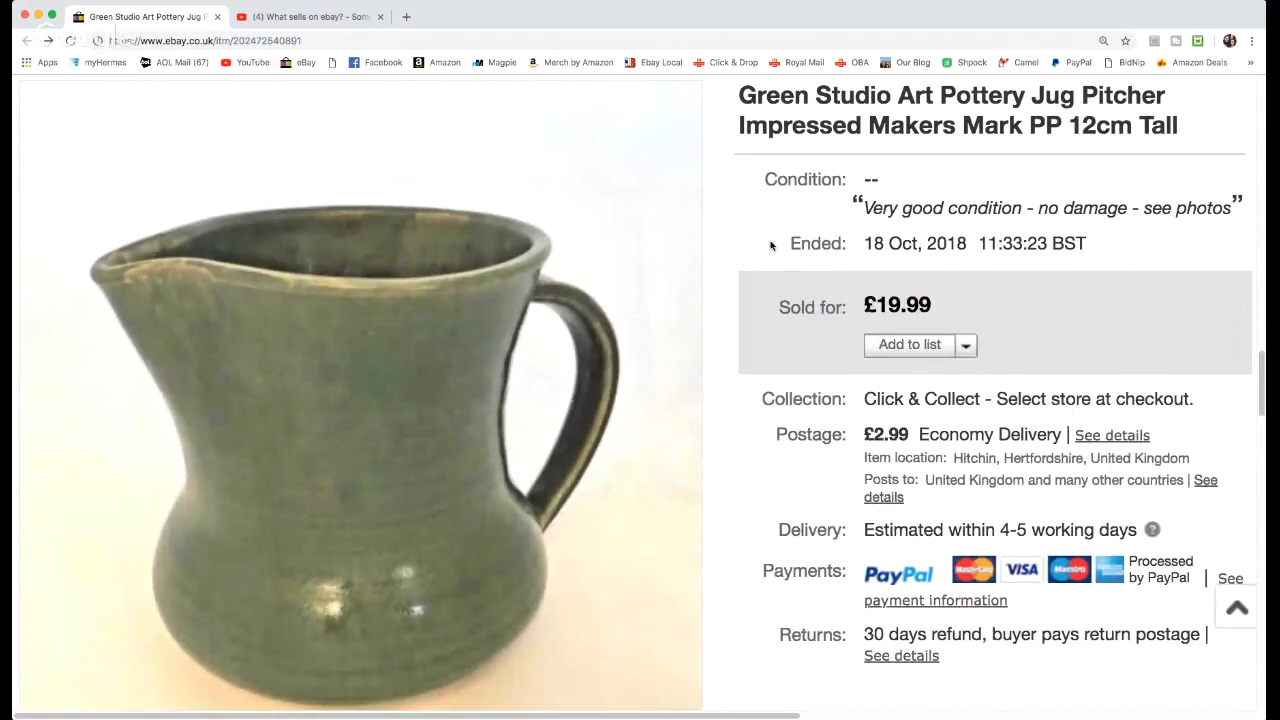 Green Studio Art Pottery Jug P
(4) What sells on ebay? - Som
https://www.ebay.co.uk/itm/202472540891
Apps myHermes AOL Mail (67) YouTube eBay Facebook Amazon Magpie Merch by Amazon Ebay Local Click & Drop Royal Mail OBA Our Blog Shpock Camel PayPal BidNip Amazon Deals »
Green Studio Art Pottery Jug Pitcher
Impressed Makers Mark PP 12cm Tall
Condition: --
“Very good condition - no damage - see photos”
Ended: 18 Oct, 2018 11:33:23 BST
Sold for: £19.99
Add to list
Collection: Click & Collect - Select store at checkout.
Postage: £2.99 Economy Delivery | See details
Item location: Hitchin, Hertfordshire, United Kingdom
Posts to: United Kingdom and many other countries | See
details
Delivery: Estimated within 4-5 working days ?
Payments: PayPal MasterCard VISA Maestro Processed
by PayPal | See
payment information
Returns: 30 days refund, buyer pays return postage |
See details